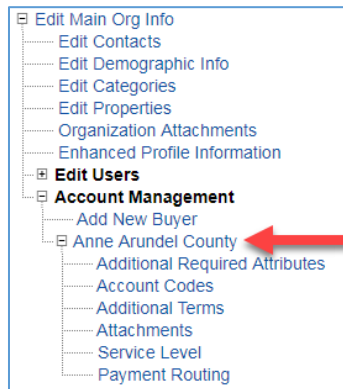 Edit Main Org Info
Edit Contacts
Edit Demographic Info
Edit Categories
Edit Properties
Organization Attachments
Enhanced Profile Information
Edit Users
Account Management
Add New Buyer
Anne Arundel County
Additional Required Attributes
Account Codes
Additional Terms
Attachments
Service Level
Payment Routing